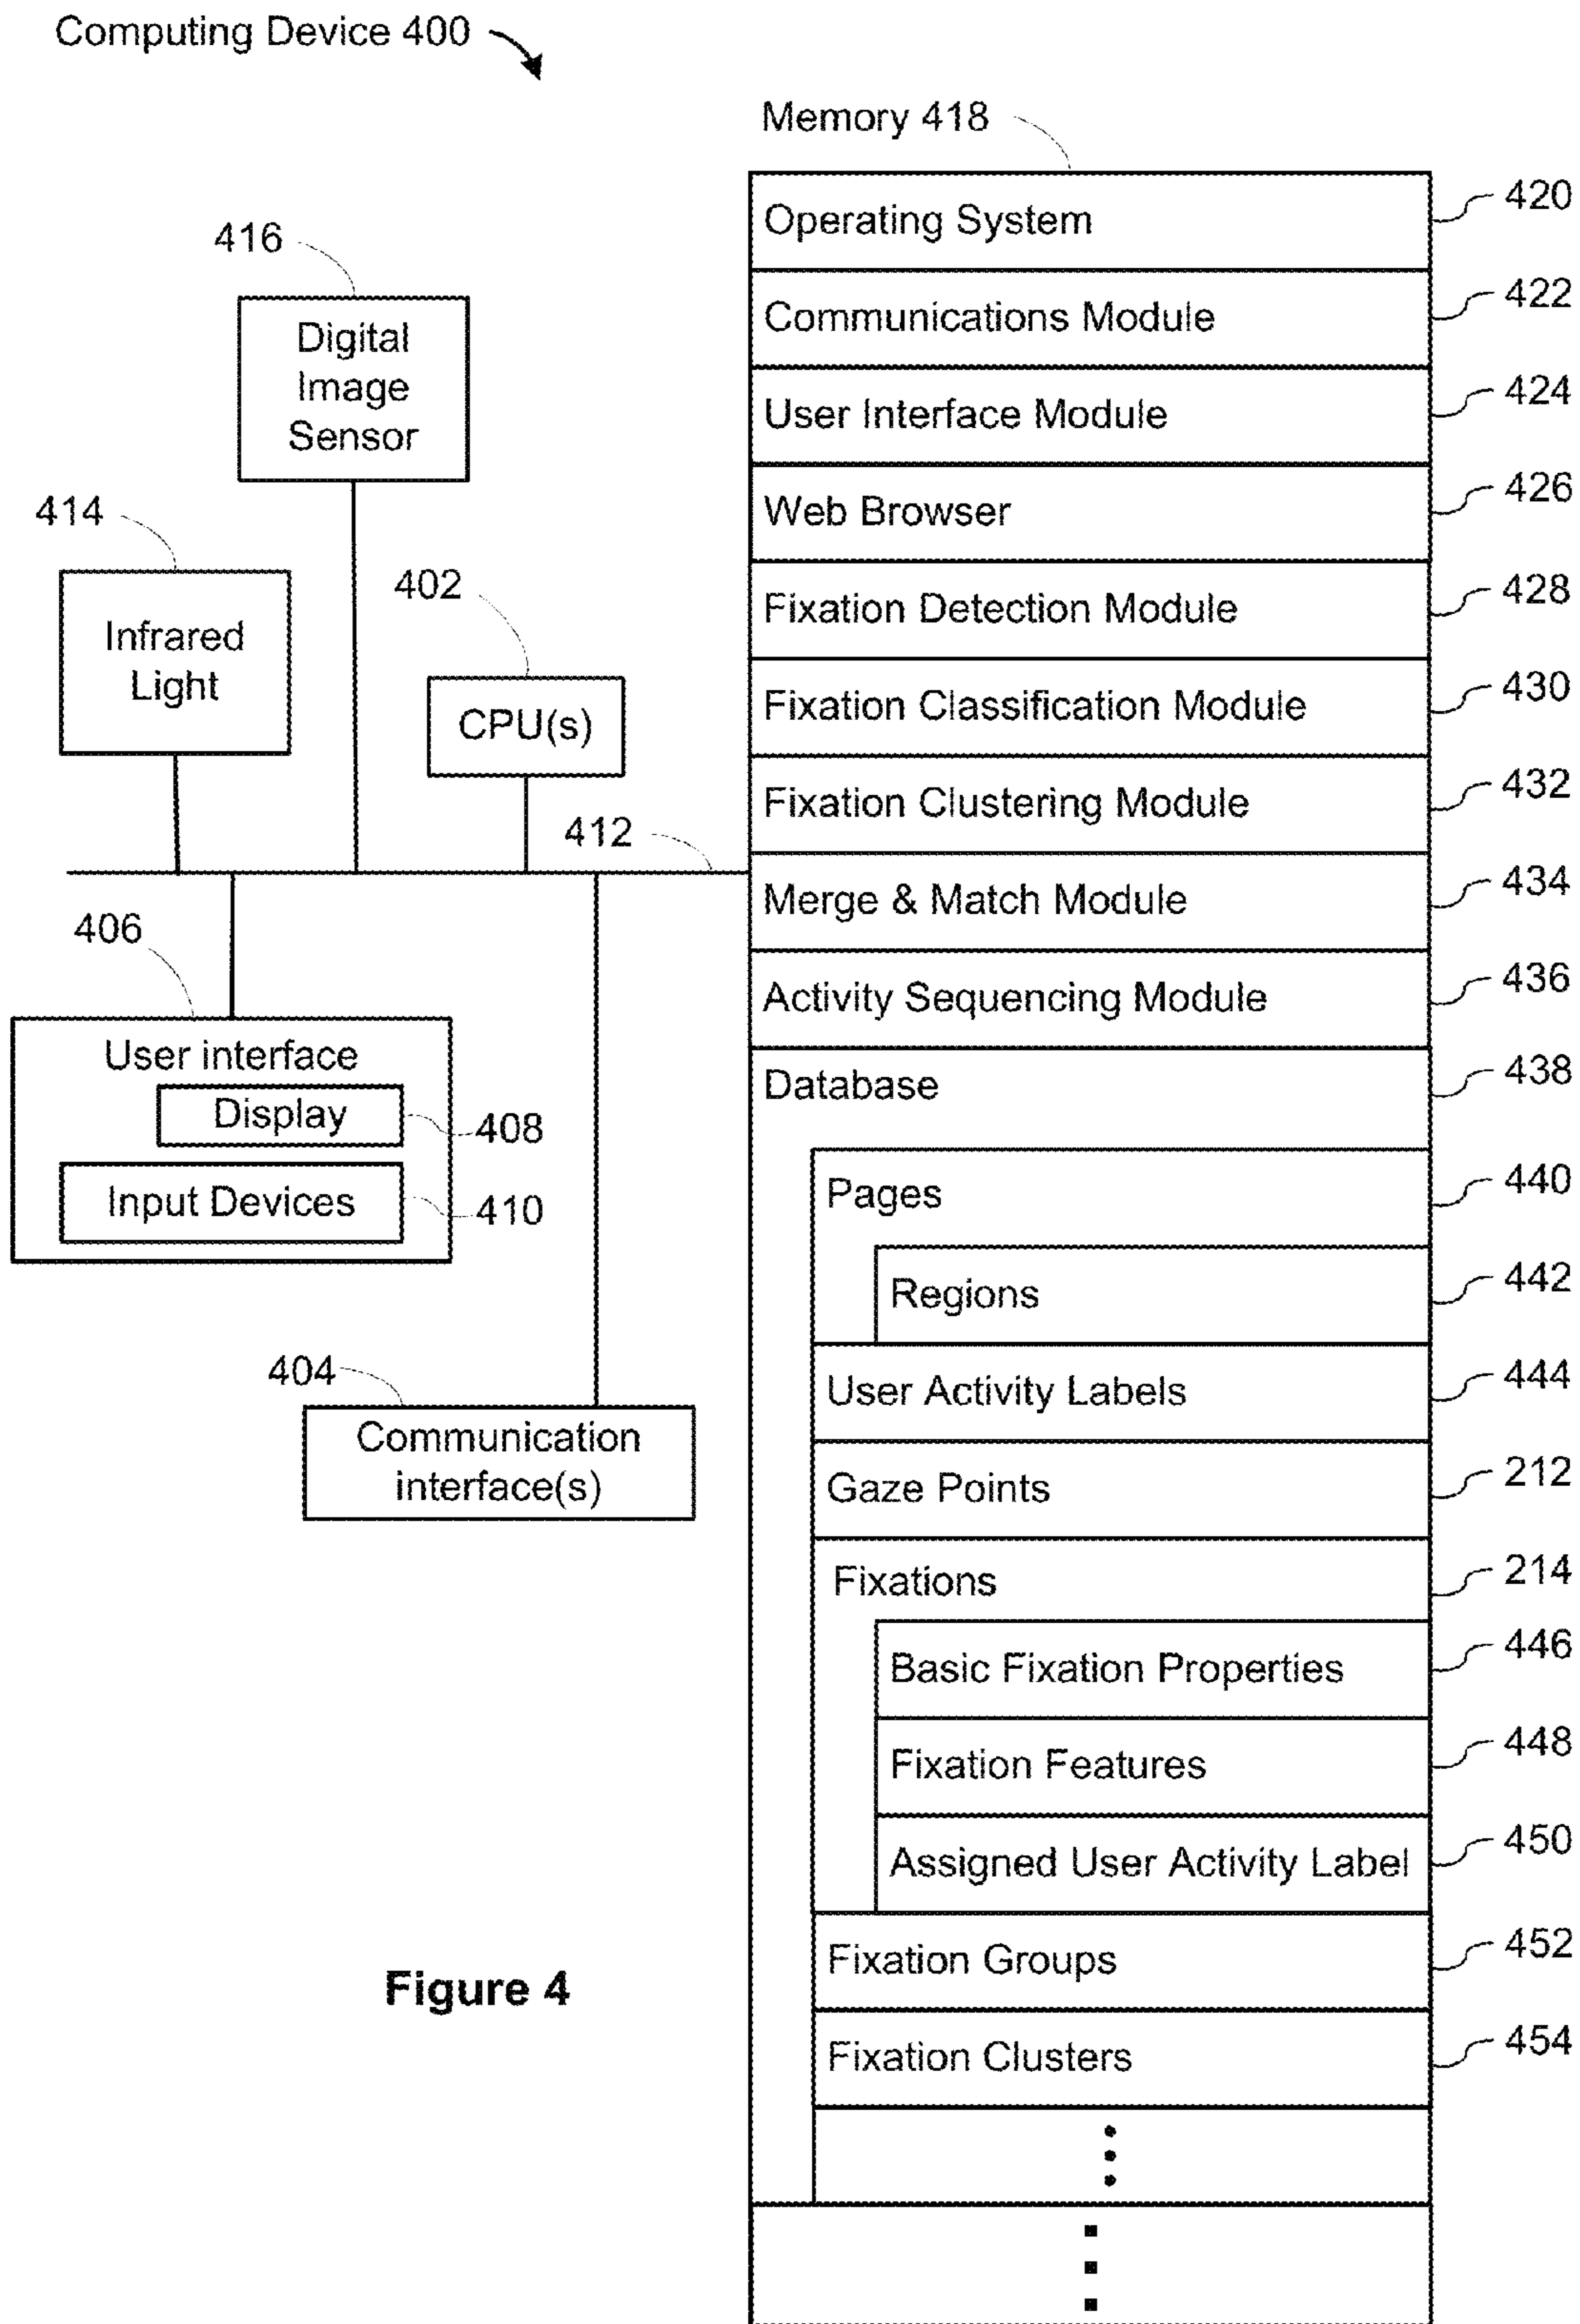 Computing Device 400
Memory 418
Operating System
420
416
Communications Module
422
Digital
Image
Sensor
User Interface Module
424
414
Web Browser
426
402
Infrared
Light
Fixation Detection Module
428
CPU(s)
Fixation Classification Module
430
412
Fixation Clustering Module
432
406
Merge & Match Module
434
Activity Sequencing Module
436
User interface
Display
408
Input Devices
410
Database
438
Pages
440
Regions
442
404
Communication
interface(s)
User Activity Labels
444
Gaze Points
212
Fixations
214
Basic Fixation Properties
446
Fixation Features
448
Assigned User Activity Label
450
Fixation Groups
452
Figure 4
Fixation Clusters
454